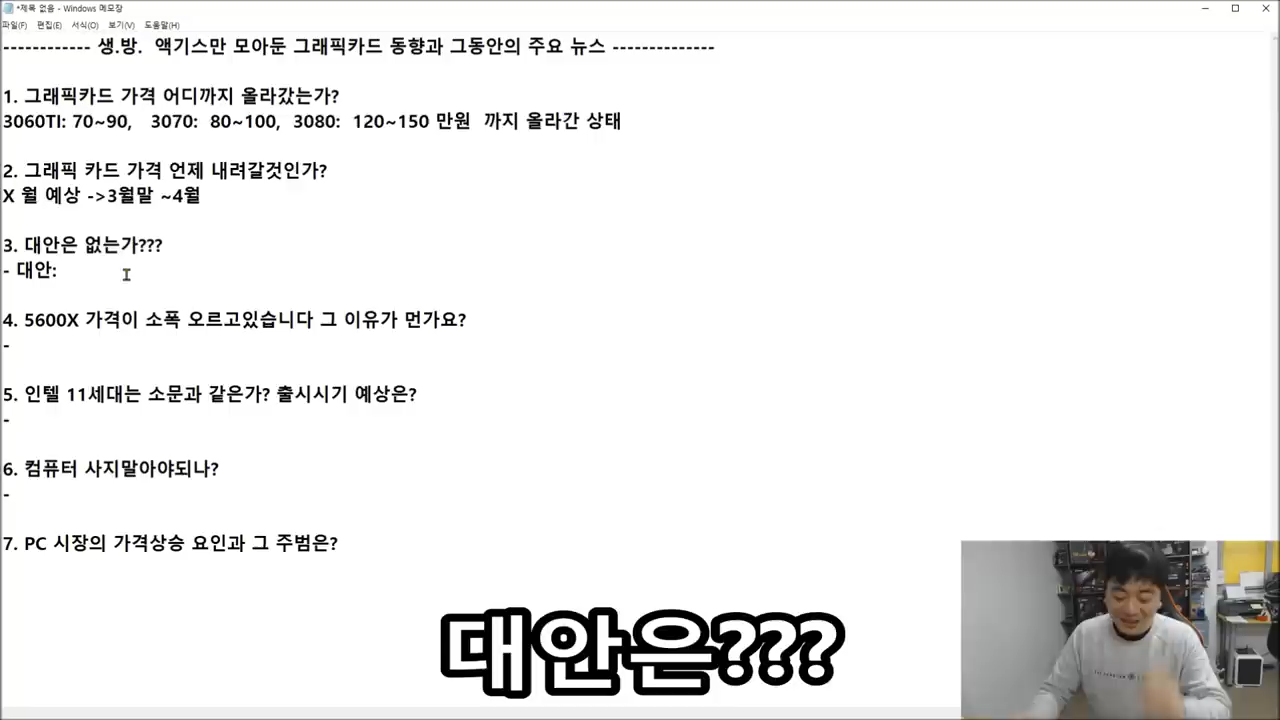 *제목 없음 - Windows 메모장
파일(F) 편집(E) 서식(O) 보기(V) 도움말(H)
------------ 생.방. 액기스만 모아둔 그래픽카드 동향과 그동안의 주요 뉴스 --------------
1. 그래픽카드 가격 어디까지 올라갔는가?
3060TI: 70~90, 3070: 80~100, 3080: 120~150 만원 까지 올라간 상태
2. 그래픽 카드 가격 언제 내려갈것인가?
X 월 예상 ->3월말 ~4월
3. 대안은 없는가???
- 대안:
4. 5600X 가격이 소폭 오르고있습니다 그 이유가 먼가요?
-
5. 인텔 11세대는 소문과 같은가? 출시시기 예상은?
-
6. 컴퓨터 사지말아야되나?
-
7. PC 시장의 가격상승 요인과 그 주범은?
대안은???